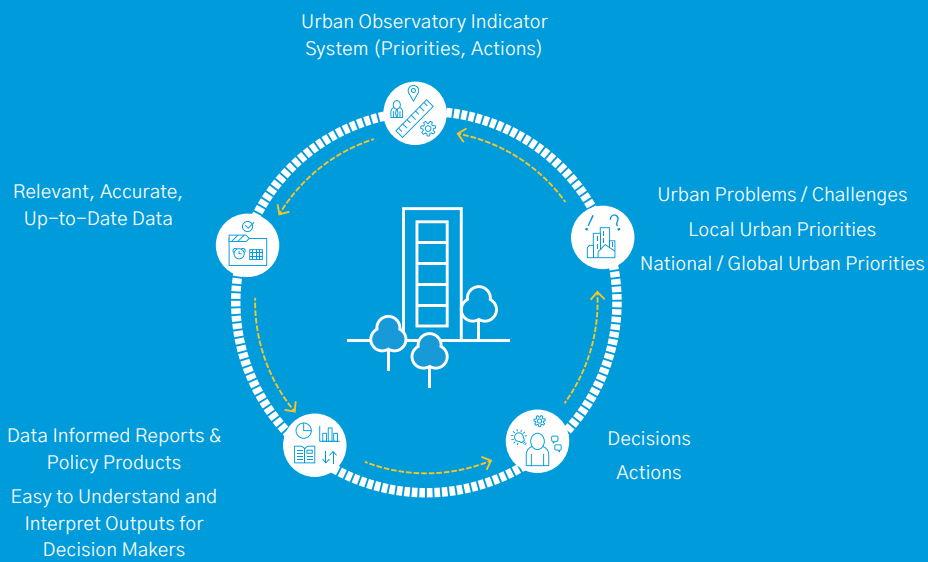 Urban Observatory Indicator
System (Priorities, Actions)
Relevant, Accurate,
Up-to-Date Data
Urban Problems / Challenges
Local Urban Priorities
National / Global Urban Priorities
Data Informed Reports &
Policy Products
Easy to Understand and
Interpret Outputs for
Decision Makers
Decisions
Actions